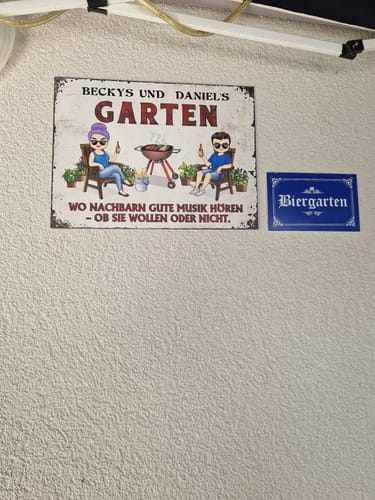 BECKYS UND DANIEL'S
GARTEN
WO NACHBARN GUTE MUSIK HÖREN
– OB SIE WOLLEN ODER NICHT.
Biergarten